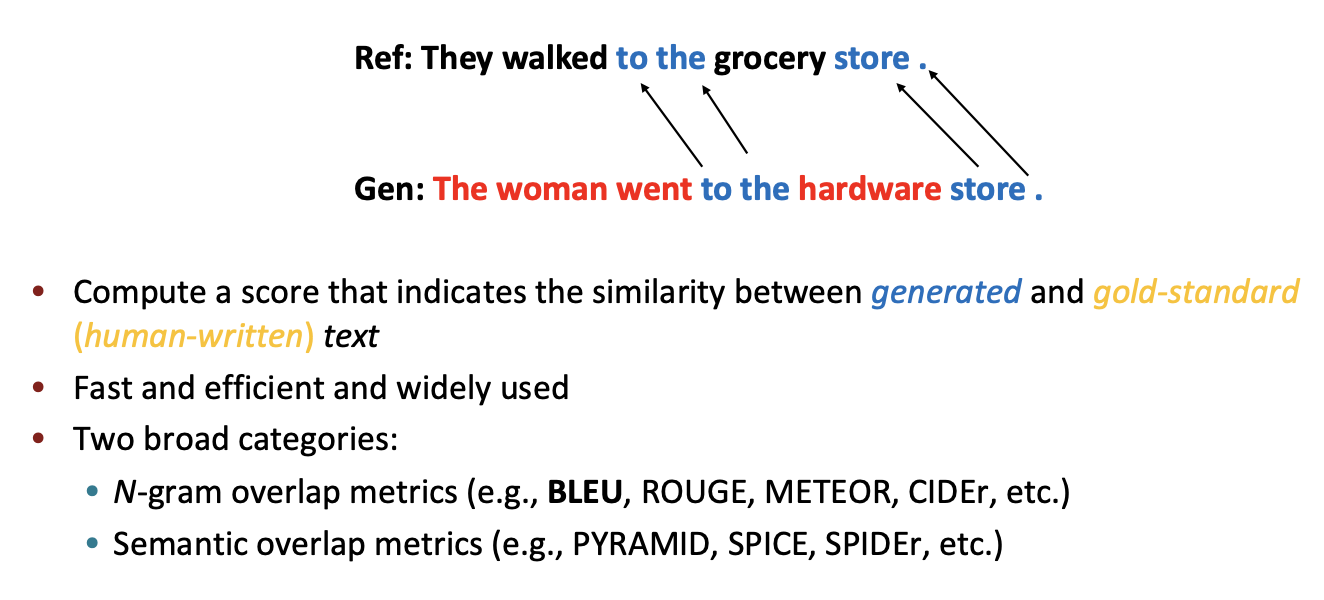 Ref: They walked to the grocery store .
Gen: The woman went to the hardware store .
• Compute a score that indicates the similarity between generated and gold-standard
(human-written) text
• Fast and efficient and widely used
• Two broad categories:
• N-gram overlap metrics (e.g., BLEU, ROUGE, METEOR, CIDEr, etc.)
• Semantic overlap metrics (e.g., PYRAMID, SPICE, SPIDEr, etc.)